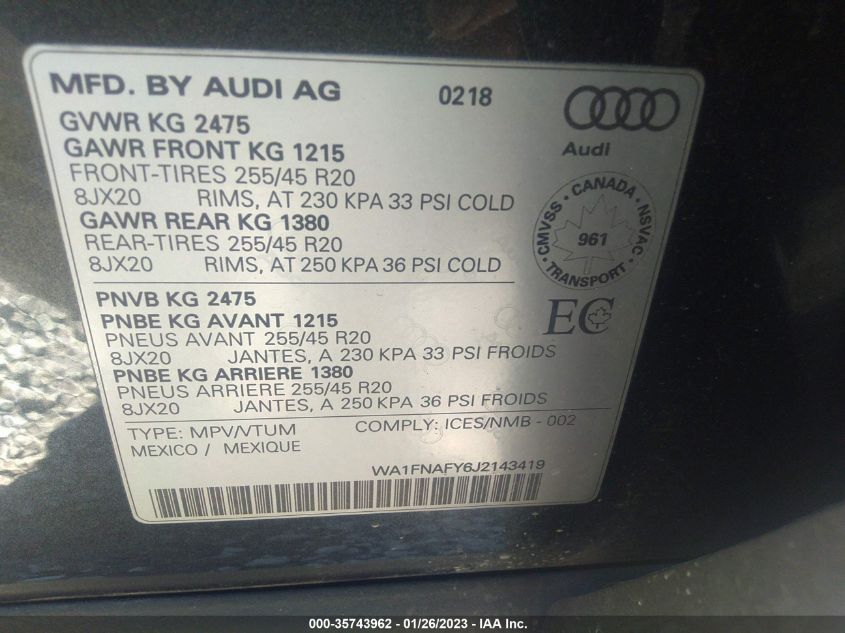 MFD. BY AUDI AG 0218
GVWR KG 2475
Audi
GAWR FRONT KG 1215
FRONT-TIRES 255/45 R20
8JX20 RIMS, AT 230 KPA 33 PSI COLD
GAWR REAR KG 1380
REAR-TIRES 255/45 R20
8JX20 RIMS, AT 250 KPA 36 PSI COLD
CMVSS - CANADA - NSVAC
961
TRANSPORT
PNVB KG 2475
PNBE KG AVANT 1215
PNEUS AVANT 255/45 R20
8JX20 JANTES, A 230 KPA 33 PSI FROIDS
PNBE KG ARRIERE 1380
PNEUS ARRIERE 255/45 R20
8JX20 JANTES, A 250 KPA 36 PSI FROIDS
EC
TYPE: MPV/VTUM COMPLY: ICES/NMB - 002
MEXICO / MEXIQUE
WA1FNAFY6J2143419
000-35743962 - 01/26/2023 - IAA Inc.